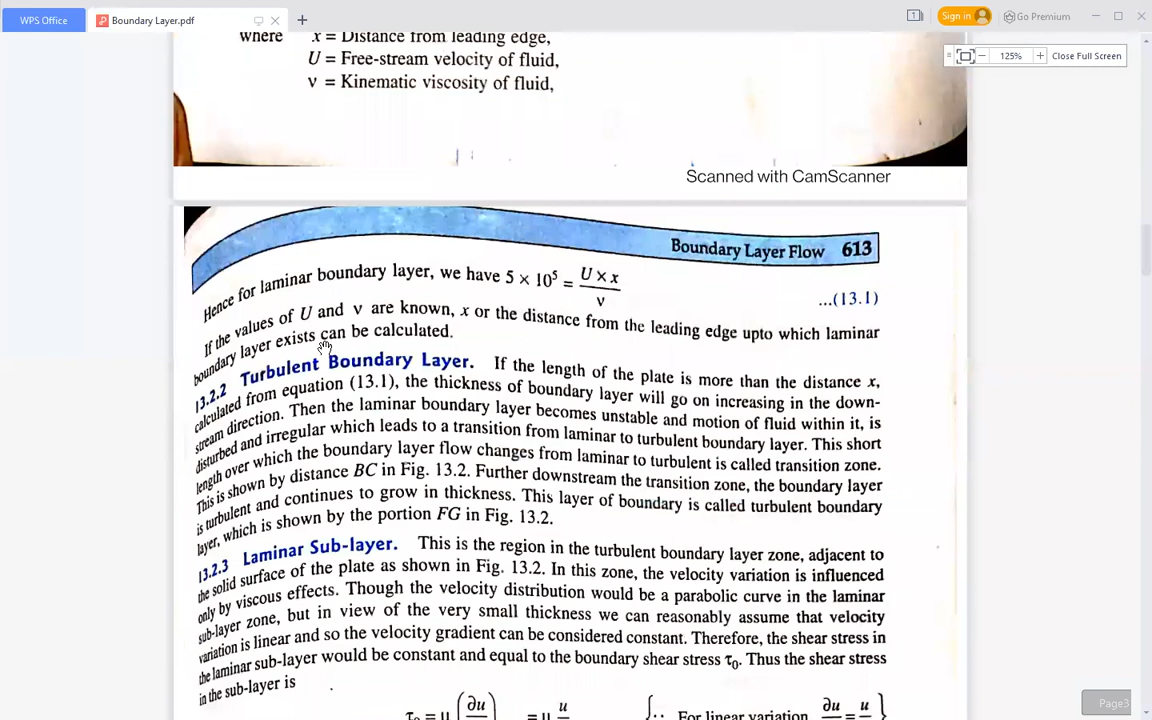 WPS Office
Boundary Layer.pdf
1
Sign in
Go Premium
125%
Close Full Screen
where x = Distance from leading edge,
U = Free-stream velocity of fluid,
ν = Kinematic viscosity of fluid,
Scanned with CamScanner
Boundary Layer Flow 613
Hence for laminar boundary layer, we have 5 × 10⁵ = U × x / ν ...(13.1)
If the values of U and ν are known, x or the distance from the leading edge upto which laminar
boundary layer exists can be calculated.
13.2.2 Turbulent Boundary Layer. If the length of the plate is more than the distance x,
calculated from equation (13.1), the thickness of boundary layer will go on increasing in the down-
stream direction. Then the laminar boundary layer becomes unstable and motion of fluid within it, is
disturbed and irregular which leads to a transition from laminar to turbulent boundary layer. This short
length over which the boundary layer flow changes from laminar to turbulent is called transition zone.
This is shown by distance BC in Fig. 13.2. Further downstream the transition zone, the boundary layer
is turbulent and continues to grow in thickness. This layer of boundary is called turbulent boundary
layer, which is shown by the portion FG in Fig. 13.2.
13.2.3 Laminar Sub-layer. This is the region in the turbulent boundary layer zone, adjacent to
the solid surface of the plate as shown in Fig. 13.2. In this zone, the velocity variation is influenced
only by viscous effects. Though the velocity distribution would be a parabolic curve in the laminar
sub-layer zone, but in view of the very small thickness we can reasonably assume that velocity
variation is linear and so the velocity gradient can be considered constant. Therefore, the shear stress in
the laminar sub-layer would be constant and equal to the boundary shear stress τ₀. Thus the shear stress
in the sub-layer is
τ₀ = μ (∂u = μ u {∵ For linear variation, ∂u = u }
Page3